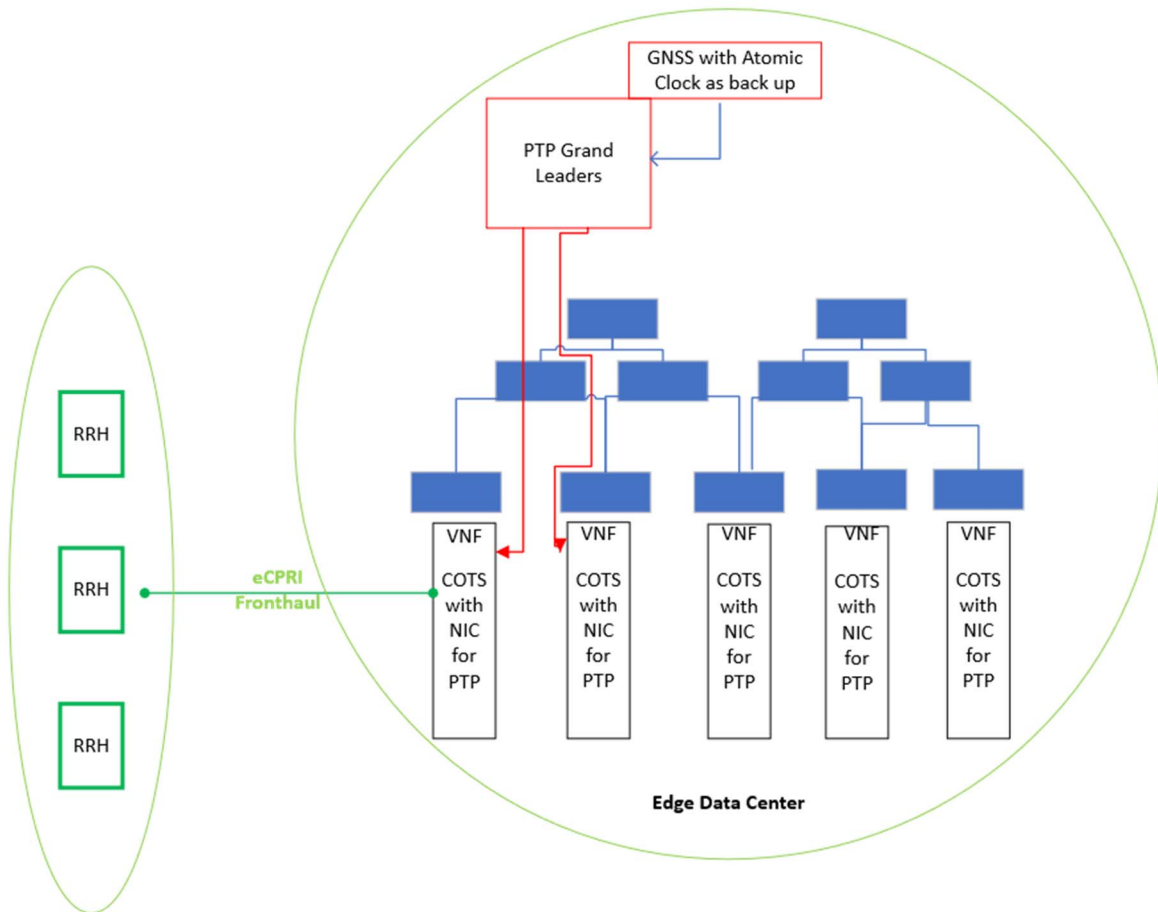 GNSS with Atomic
Clock as back up
PTP Grand
Leaders
RRH
RRH
RRH
eCPRI
Fronthaul
VNF
COTS
with
NIC
for
PTP
VNF
COTS
with
NIC
for
PTP
VNF
COTS
with
NIC
for
PTP
VNF
COTS
with
NIC
for
PTP
VNF
COTS
with
NIC
for
PTP
Edge Data Center